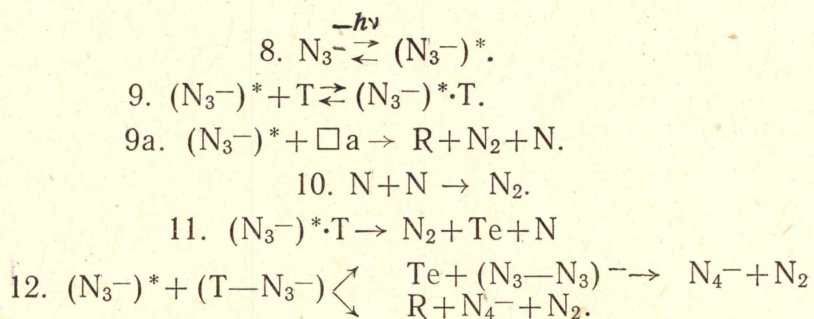 —hν
8. N₃⁻ ⇄ (N₃⁻)*.
9. (N₃⁻)*+T⇄(N₃⁻)*·T.
9a. (N₃⁻)*+□a→ R+N₂+N.
10. N+N → N₂.
11. (N₃⁻)*·T→ N₂+Te+N
Te+(N₃—N₃)⁻→ N₄⁻+N₂
12. (N₃⁻)*+(T—N₃⁻)
R+N₄⁻+N₂.